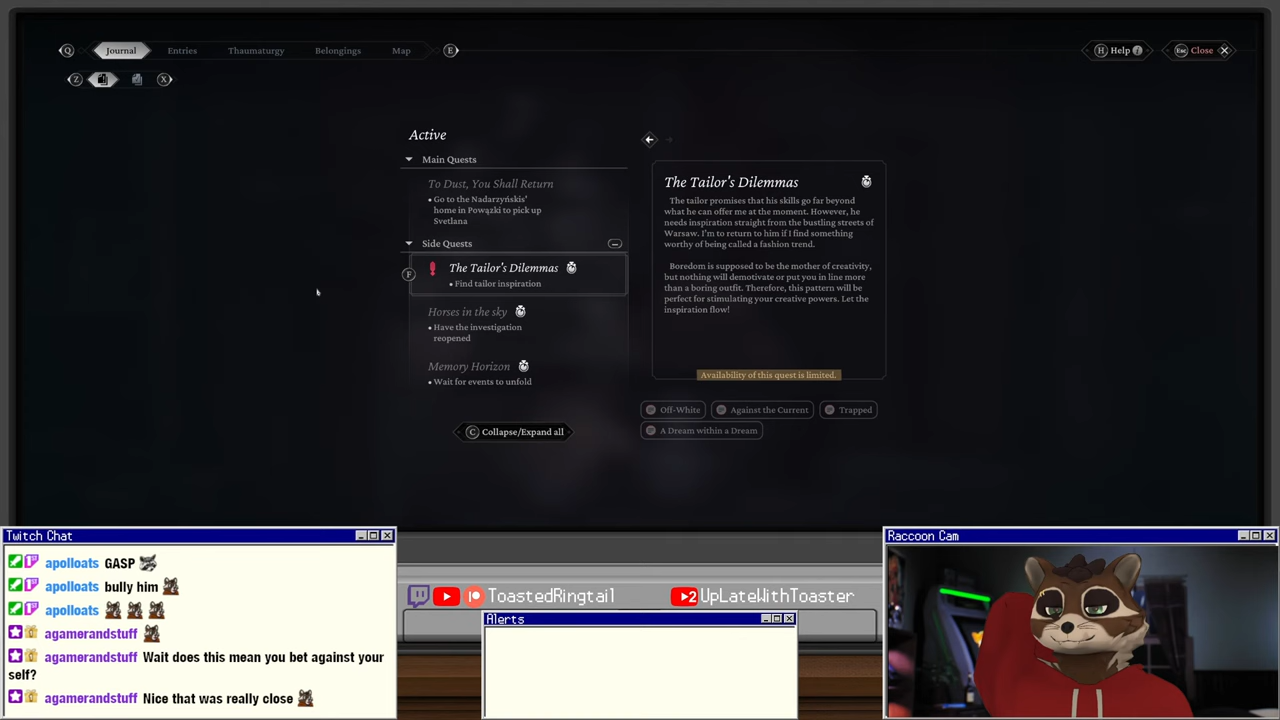 Q Journal Entries Thaumaturgy Belongings Map E
H Help i Esc Close
Z X
Active
Main Quests
To Dust, You Shall Return
• Go to the Nadarzyńskis'
home in Powązki to pick up
Svetlana
Side Quests
F The Tailor's Dilemmas
• Find tailor inspiration
Horses in the sky
• Have the investigation
reopened
Memory Horizon
• Wait for events to unfold
C Collapse/Expand all
The Tailor's Dilemmas
The tailor promises that his skills go far beyond
what he can offer me at the moment. However, he
needs inspiration straight from the bustling streets of
Warsaw. I'm to return to him if I find something
worthy of being called a fashion trend.
Boredom is supposed to be the mother of creativity,
but nothing will demotivate or put you in line more
than a boring outfit. Therefore, this pattern will be
perfect for stimulating your creative powers. Let the
inspiration flow!
Availability of this quest is limited.
Off-White Against the Current Trapped
A Dream within a Dream
Twitch Chat
apolloats GASP
apolloats bully him
apolloats
agamerandstuff
agamerandstuff Wait does this mean you bet against your
self?
agamerandstuff Nice that was really close
ToastedRingtail 2 UpLateWithToaster
Alerts
Raccoon Cam